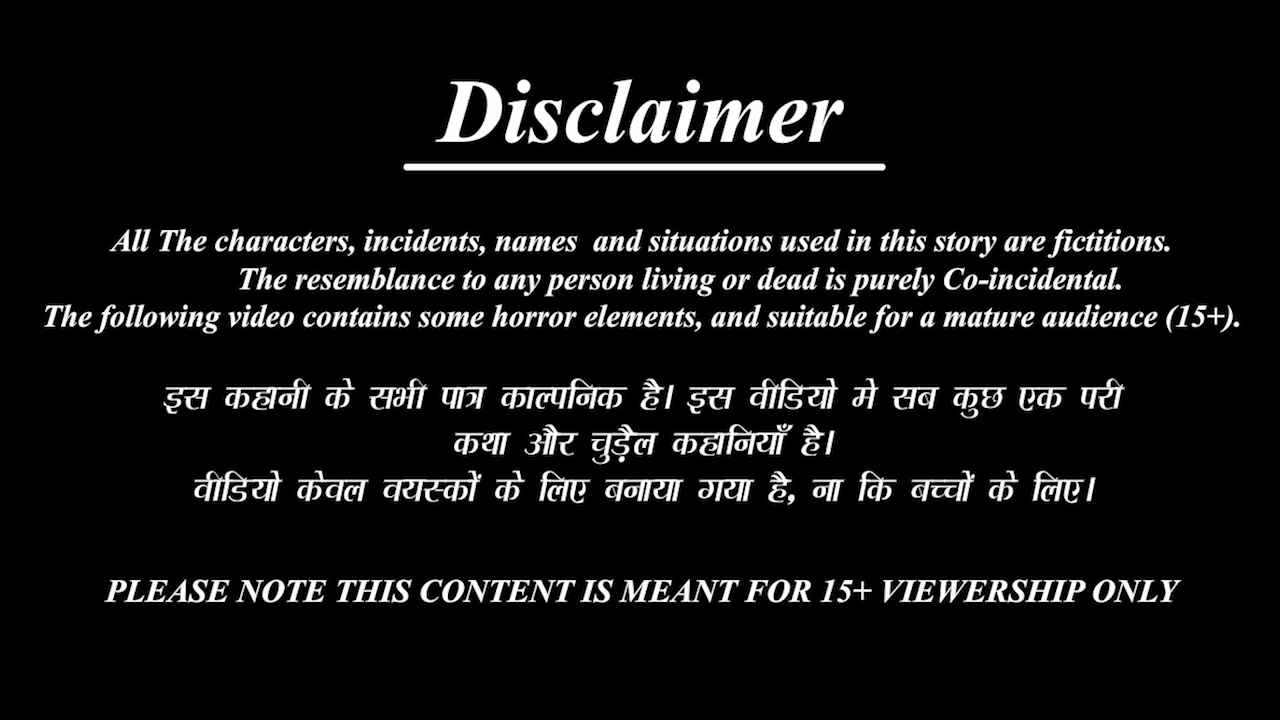 Disclaimer
All The characters, incidents, names and situations used in this story are fictitions.
The resemblance to any person living or dead is purely Co-incidental.
The following video contains some horror elements, and suitable for a mature audience (15+).
इस कहानी के सभी पात्र काल्पनिक है। इस वीडियो मे सब कुछ एक परी
कथा और चुड़ैल कहानियाँ है।
वीडियो केवल वयस्कों के लिए बनाया गया है, ना कि बच्चों के लिए।
PLEASE NOTE THIS CONTENT IS MEANT FOR 15+ VIEWERSHIP ONLY